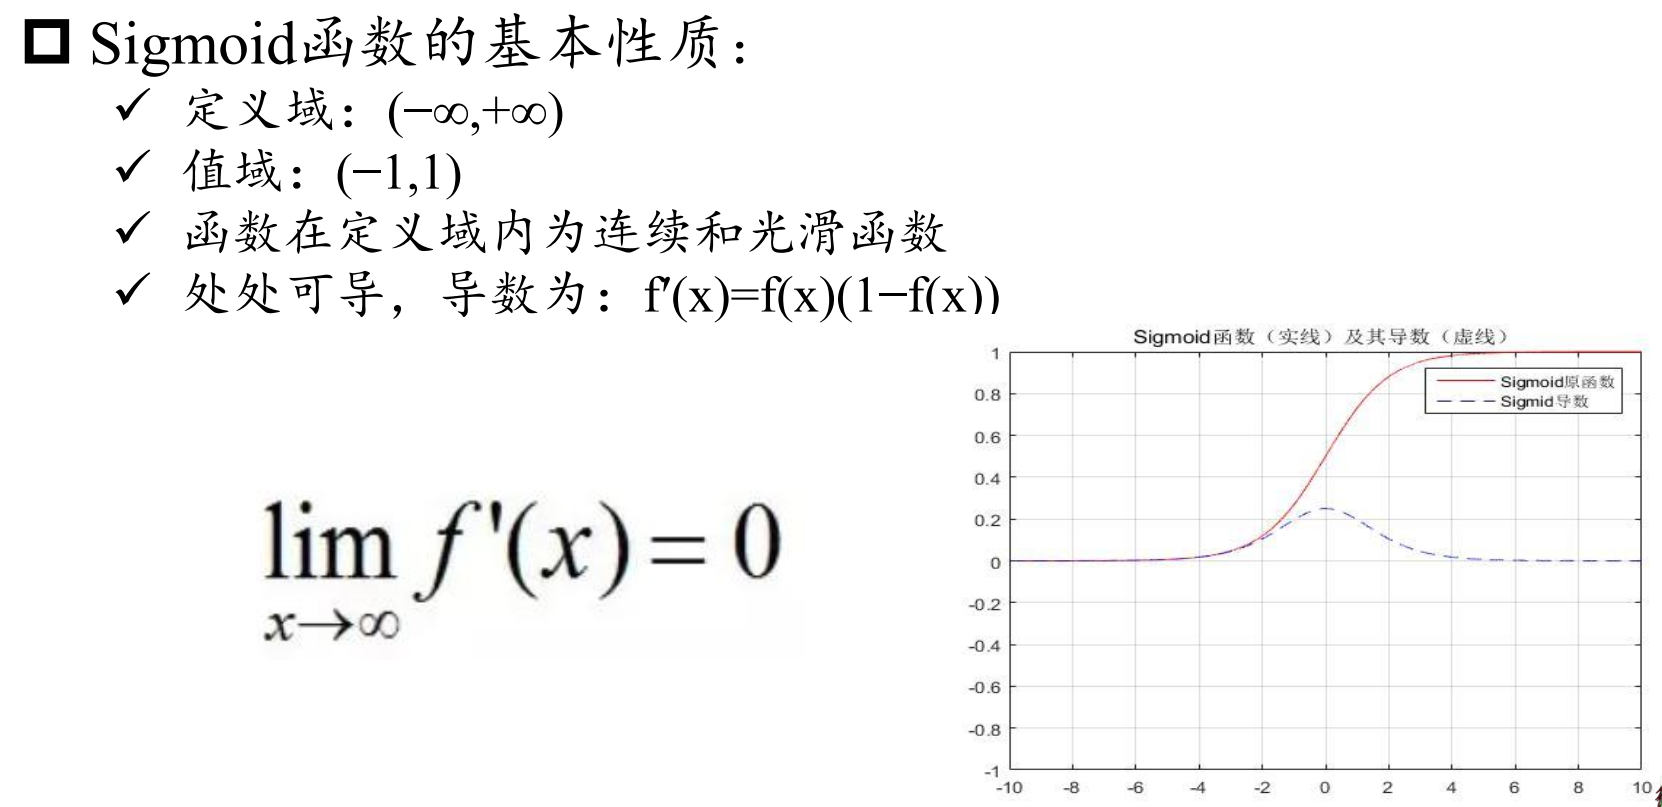 Sigmoid函数的基本性质：
✓ 定义域：(−∞,+∞)
✓ 值域：(−1,1)
✓ 函数在定义域内为连续和光滑函数
✓ 处处可导，导数为：f′(x)=f(x)(1−f(x))
lim f '(x) = 0
x→∞
Sigmoid函数（实线）及其导数（虚线）
Sigmoid原函数
Sigmid导数
1
0.8
0.6
0.4
0.2
0
-0.2
-0.4
-0.6
-0.8
-1
-10 -8 -6 -4 -2 0 2 4 6 8 10